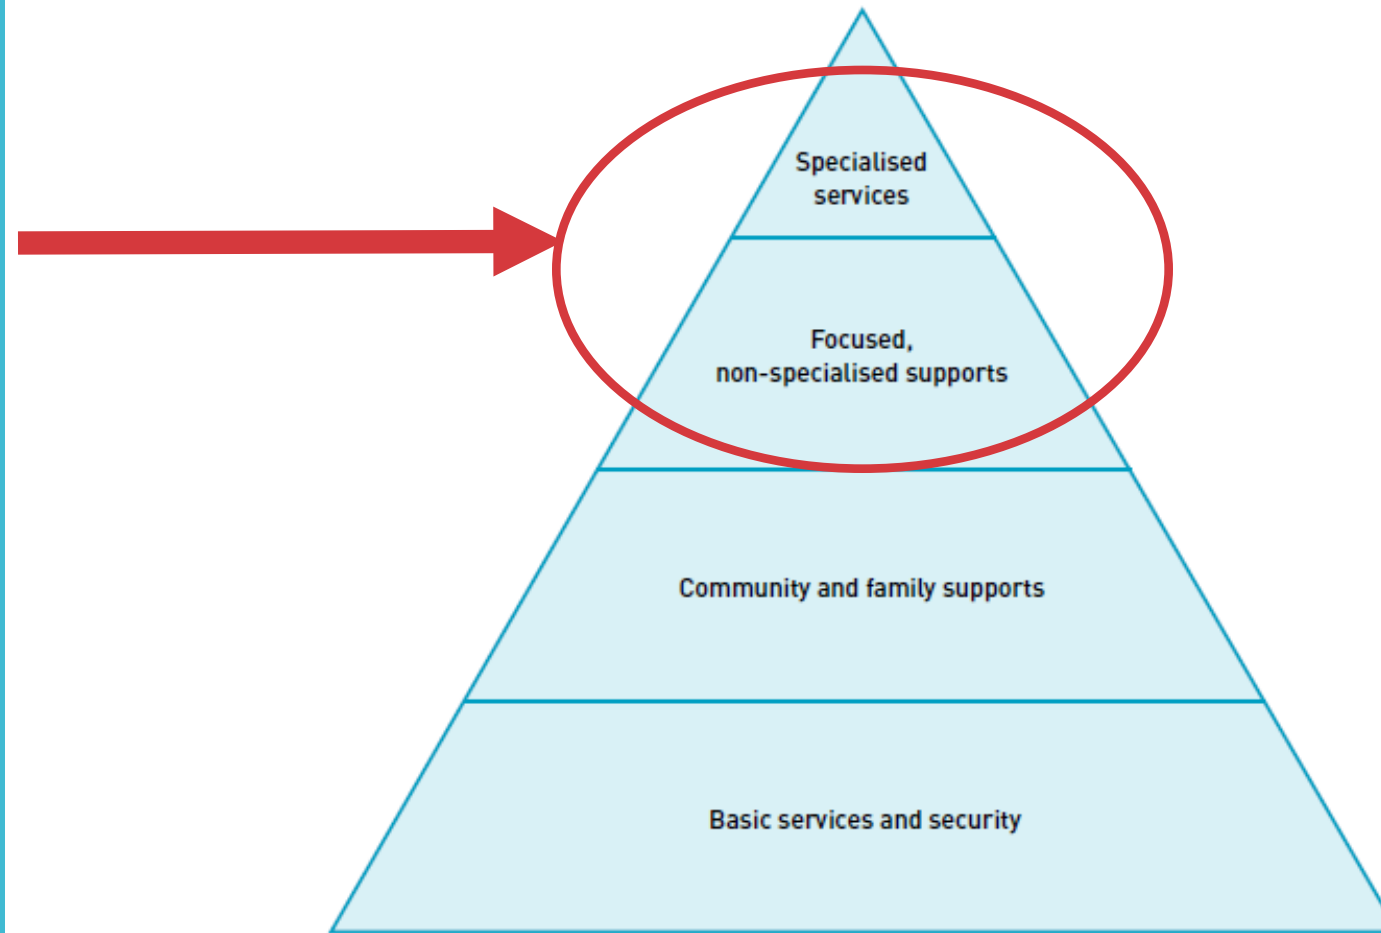 Specialised
services
Focused,
non-specialised supports
Community and family supports
Basic services and security